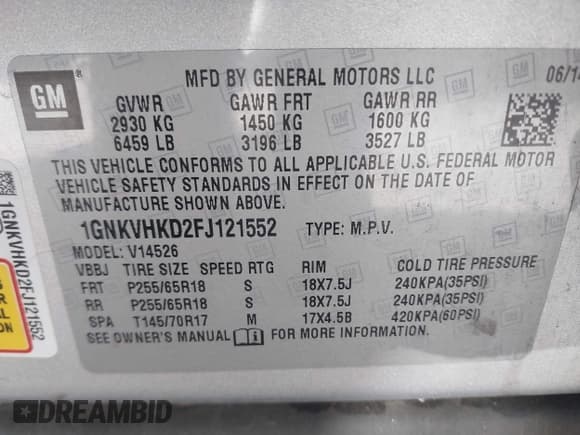 GM
®
MFD BY GENERAL MOTORS LLC
06/14
GVWR GAWR FRT GAWR RR
2930 KG 1450 KG 1600 KG
6459 LB 3196 LB 3527 LB
THIS VEHICLE CONFORMS TO ALL APPLICABLE U.S. FEDERAL MOTOR
VEHICLE SAFETY STANDARDS IN EFFECT ON THE DATE OF
MANUFACTURE SHOWN ABOVE.
1GNKVHKD2FJ121552 TYPE: M.P.V.
MODEL: V14526
VBBJ TIRE SIZE SPEED RTG RIM COLD TIRE PRESSURE
FRT P255/65R18 S 18X7.5J 240KPA(35PSI)
RR P255/65R18 S 18X7.5J 240KPA(35PSI)
SPA T145/70R17 M 17X4.5B 420KPA(60PSI)
SEE OWNER'S MANUAL FOR MORE INFORMATION.
1GNKVHKD2FJ121552
DREAMBID